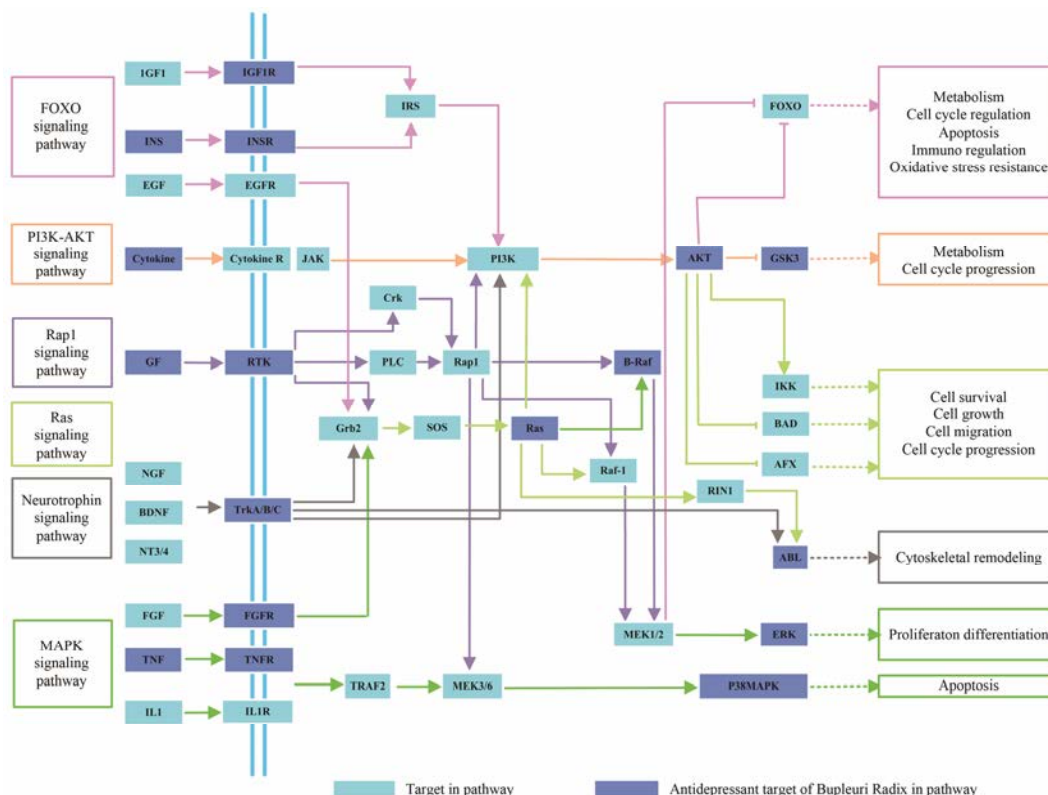 IGF1
IGF1R
FOXO
signaling
pathway
IRS
FOXO
Metabolism
Cell cycle regulation
Apoptosis
Immuno regulation
Oxidative stress resistance
INS
INSR
EGF
EGFR
PI3K-AKT
signaling
pathway
Cytokine
Cytokine R
JAK
PI3K
AKT
GSK3
Metabolism
Cell cycle progression
Crk
Rap1
signaling
pathway
GF
RTK
PLC
Rap1
B-Raf
IKK
Cell survival
Cell growth
Cell migration
Cell cycle progression
Ras
signaling
pathway
Grb2
SOS
Ras
BAD
Raf-1
AFX
NGF
RIN1
Neurotrophin
signaling
pathway
BDNF
TrkA/B/C
NT3/4
ABL
Cytoskeletal remodeling
FGF
FGFR
MEK1/2
ERK
Proliferaton differentiation
MAPK
signaling
pathway
TNF
TNFR
TRAF2
MEK3/6
P38MAPK
Apoptosis
IL1
IL1R
Target in pathway
Antidepressant target of Bupleuri Radix in pathway